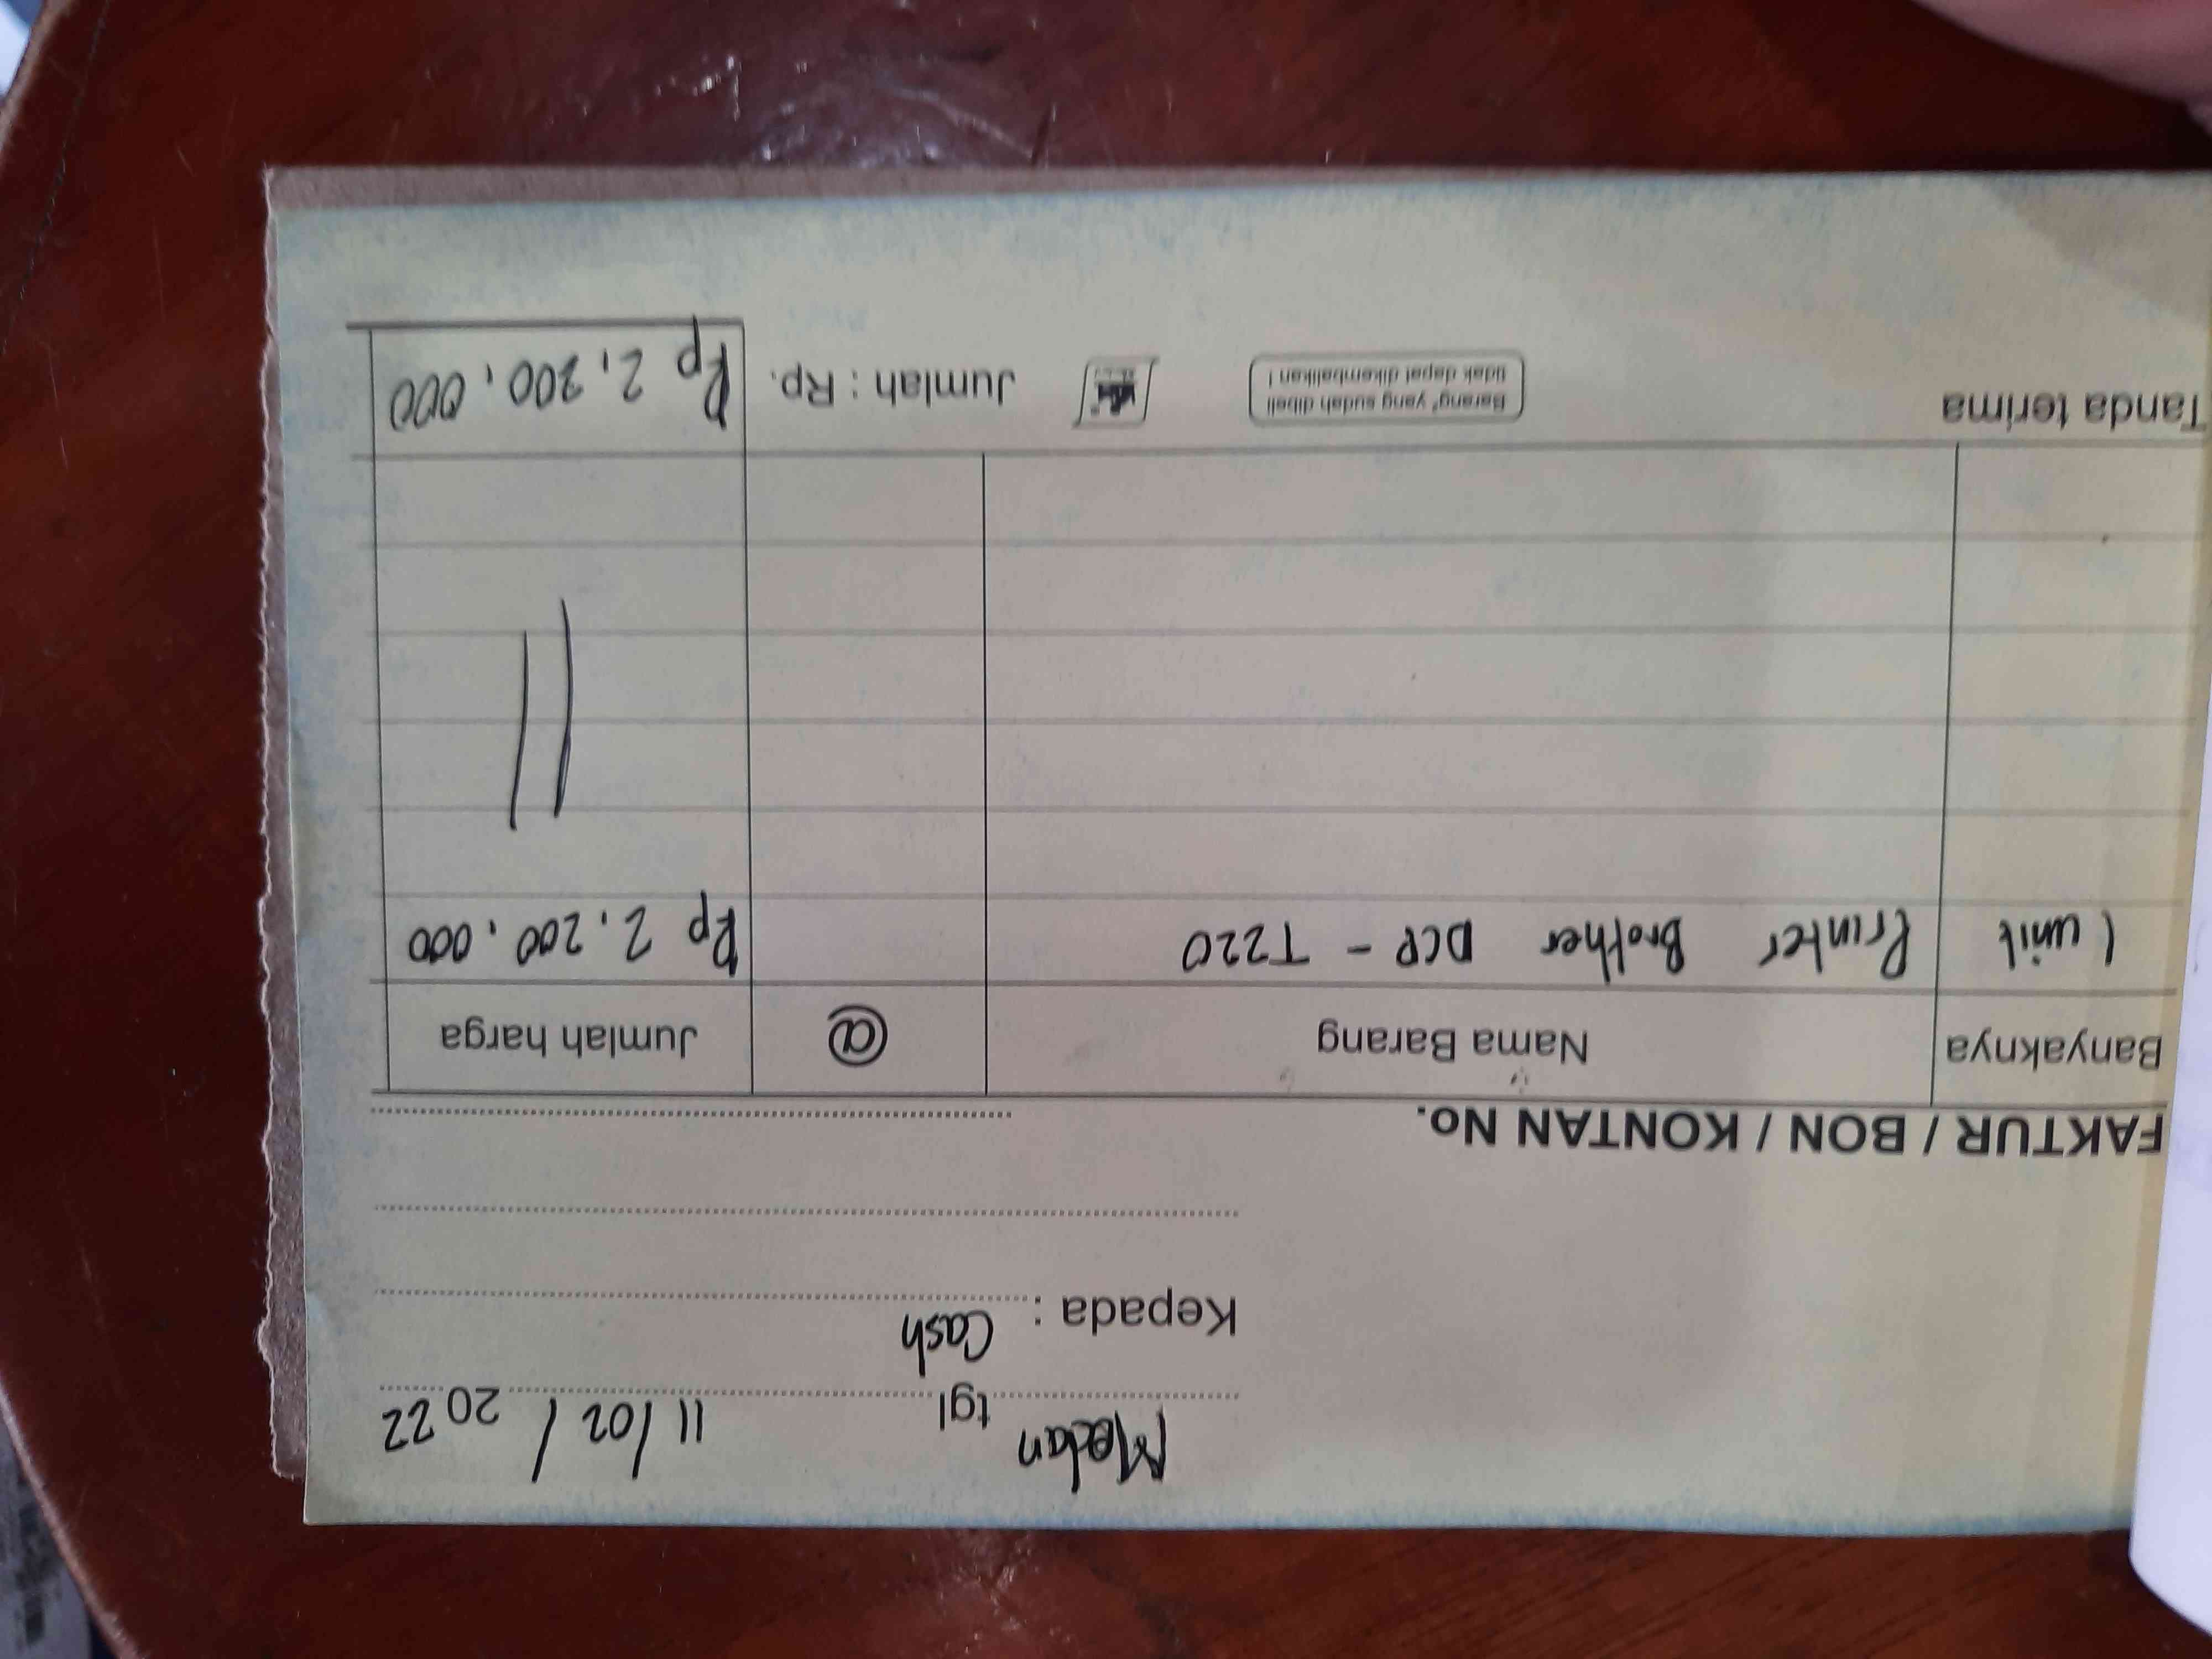 Medan tgl 11/02/2022
Kepada : Cash
FAKTUR / BON / KONTAN No.
Banyaknya Nama Barang @ Jumlah harga
1 unit Printer Brother DCP - T220 Rp 2.200.000
Tanda terima
Barang² yang sudah dibeli
tidak dapat dikembalikan !
Jumlah : Rp. Rp 2.200.000